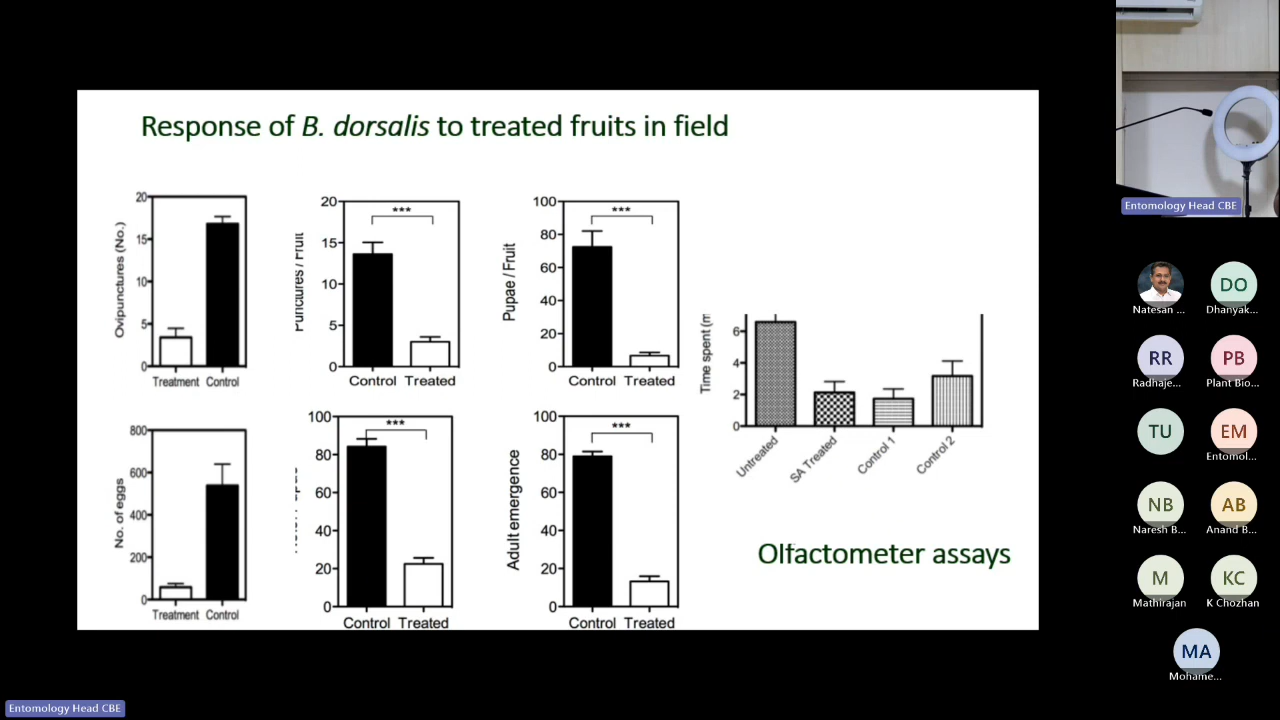 Response of B. dorsalis to treated fruits in field
Ovipunctures (No.)
20
15
10
5
0
Treatment Control
Punctures / Fruit
20
15
10
5
0
***
Control Treated
Pupae / Fruit
100
80
60
40
20
0
***
Control Treated
Time spent (m
6
4
2
0
Untreated
SA Treated
Control 1
Control 2
No. of eggs
800
600
400
200
0
Treatment Control
100
80
60
40
20
0
***
Control Treated
Adult emergence
100
80
60
40
20
0
***
Control Treated
Olfactometer assays
Entomology Head CBE
Natesan ...
DO
Dhanyak...
RR
Radhaje...
PB
Plant Bio...
TU
EM
Entomol...
NB
Naresh B...
AB
Anand B...
M
Mathirajan
KC
K Chozhan
MA
Mohame...
Entomology Head CBE